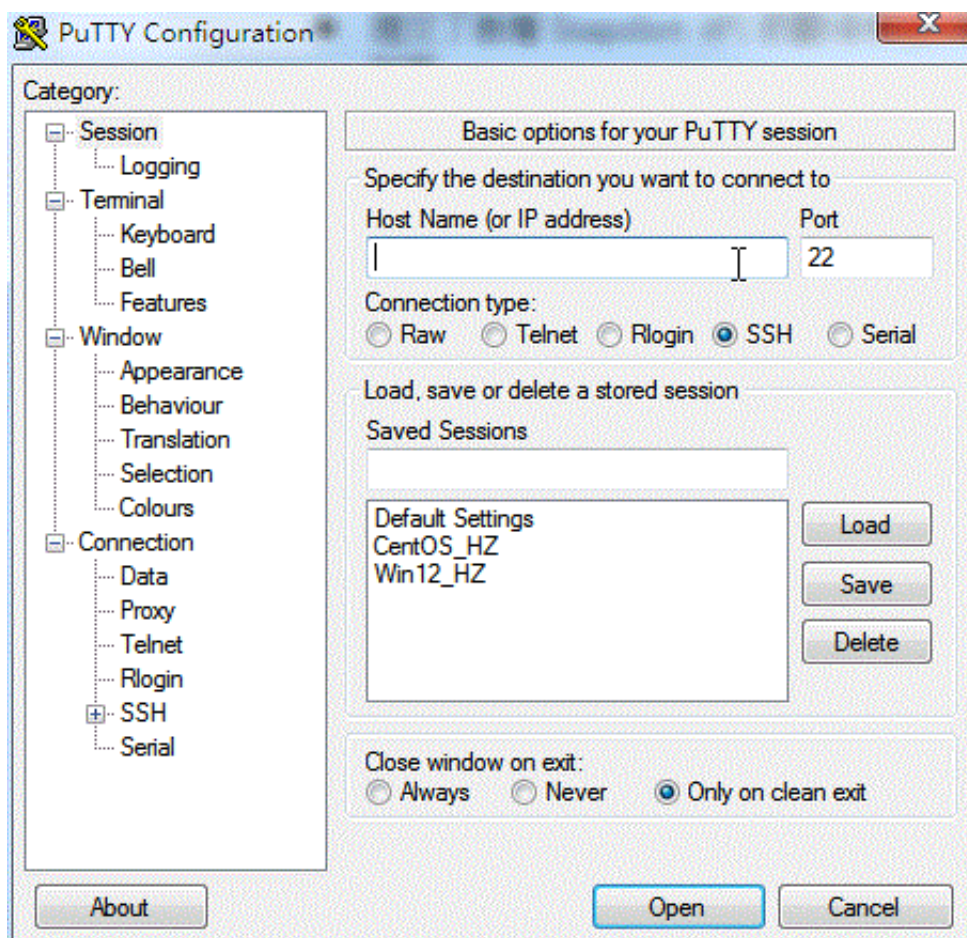 PuTTY Configuration
Category:
Session
Logging
Terminal
Keyboard
Bell
Features
Window
Appearance
Behaviour
Translation
Selection
Colours
Connection
Data
Proxy
Telnet
Rlogin
SSH
Serial
Basic options for your PuTTY session
Specify the destination you want to connect to
Host Name (or IP address) Port
22
Connection type:
Raw Telnet Rlogin SSH Serial
Load, save or delete a stored session
Saved Sessions
Default Settings
CentOS_HZ
Win12_HZ
Load
Save
Delete
Close window on exit:
Always Never Only on clean exit
About Open Cancel